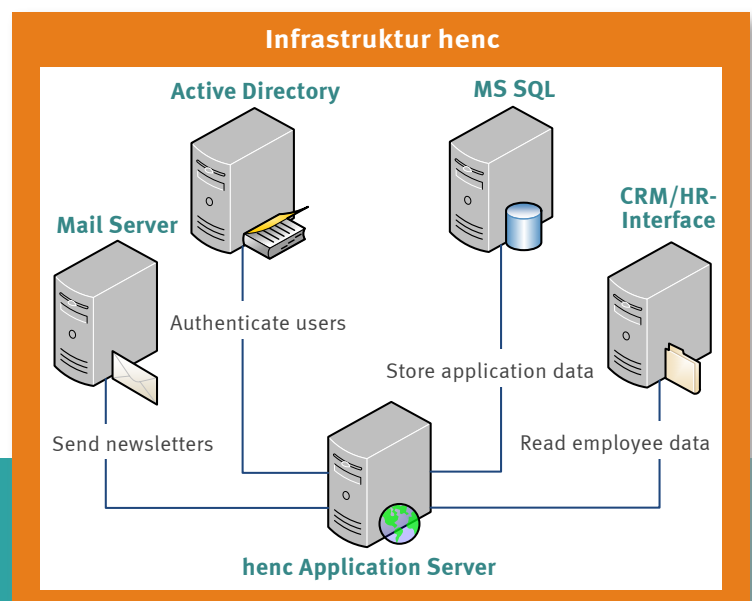 Infrastruktur henc
Active Directory
MS SQL
Mail Server
CRM/HR-
Interface
Authenticate users
Store application data
Send newsletters
Read employee data
henc Application Server